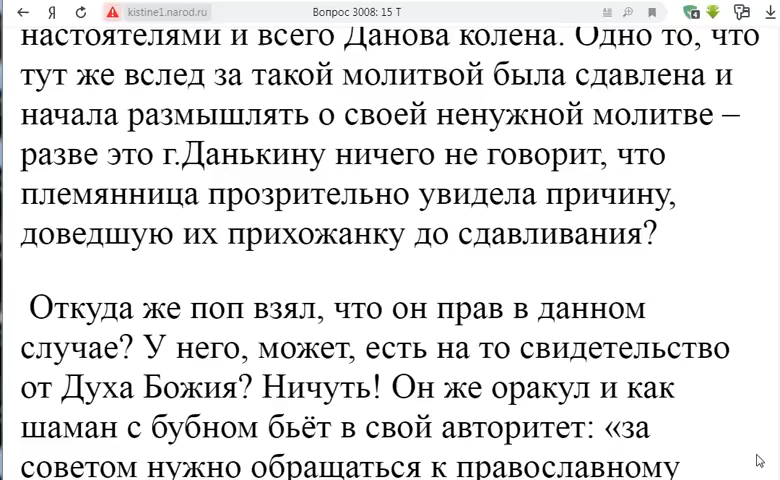 Я kistine1.narod.ru Вопрос 3008: 15 Т 4
настоятелями и всего Данова колена. Одно то, что
тут же вслед за такой молитвой была сдавлена и
начала размышлять о своей ненужной молитве –
разве это г.Данькину ничего не говорит, что
племянница прозрительно увидела причину,
доведшую их прихожанку до сдавливания?
Откуда же поп взял, что он прав в данном
случае? У него, может, есть на то свидетельство
от Духа Божия? Ничуть! Он же оракул и как
шаман с бубном бьёт в свой авторитет: «за
советом нужно обращаться к православному